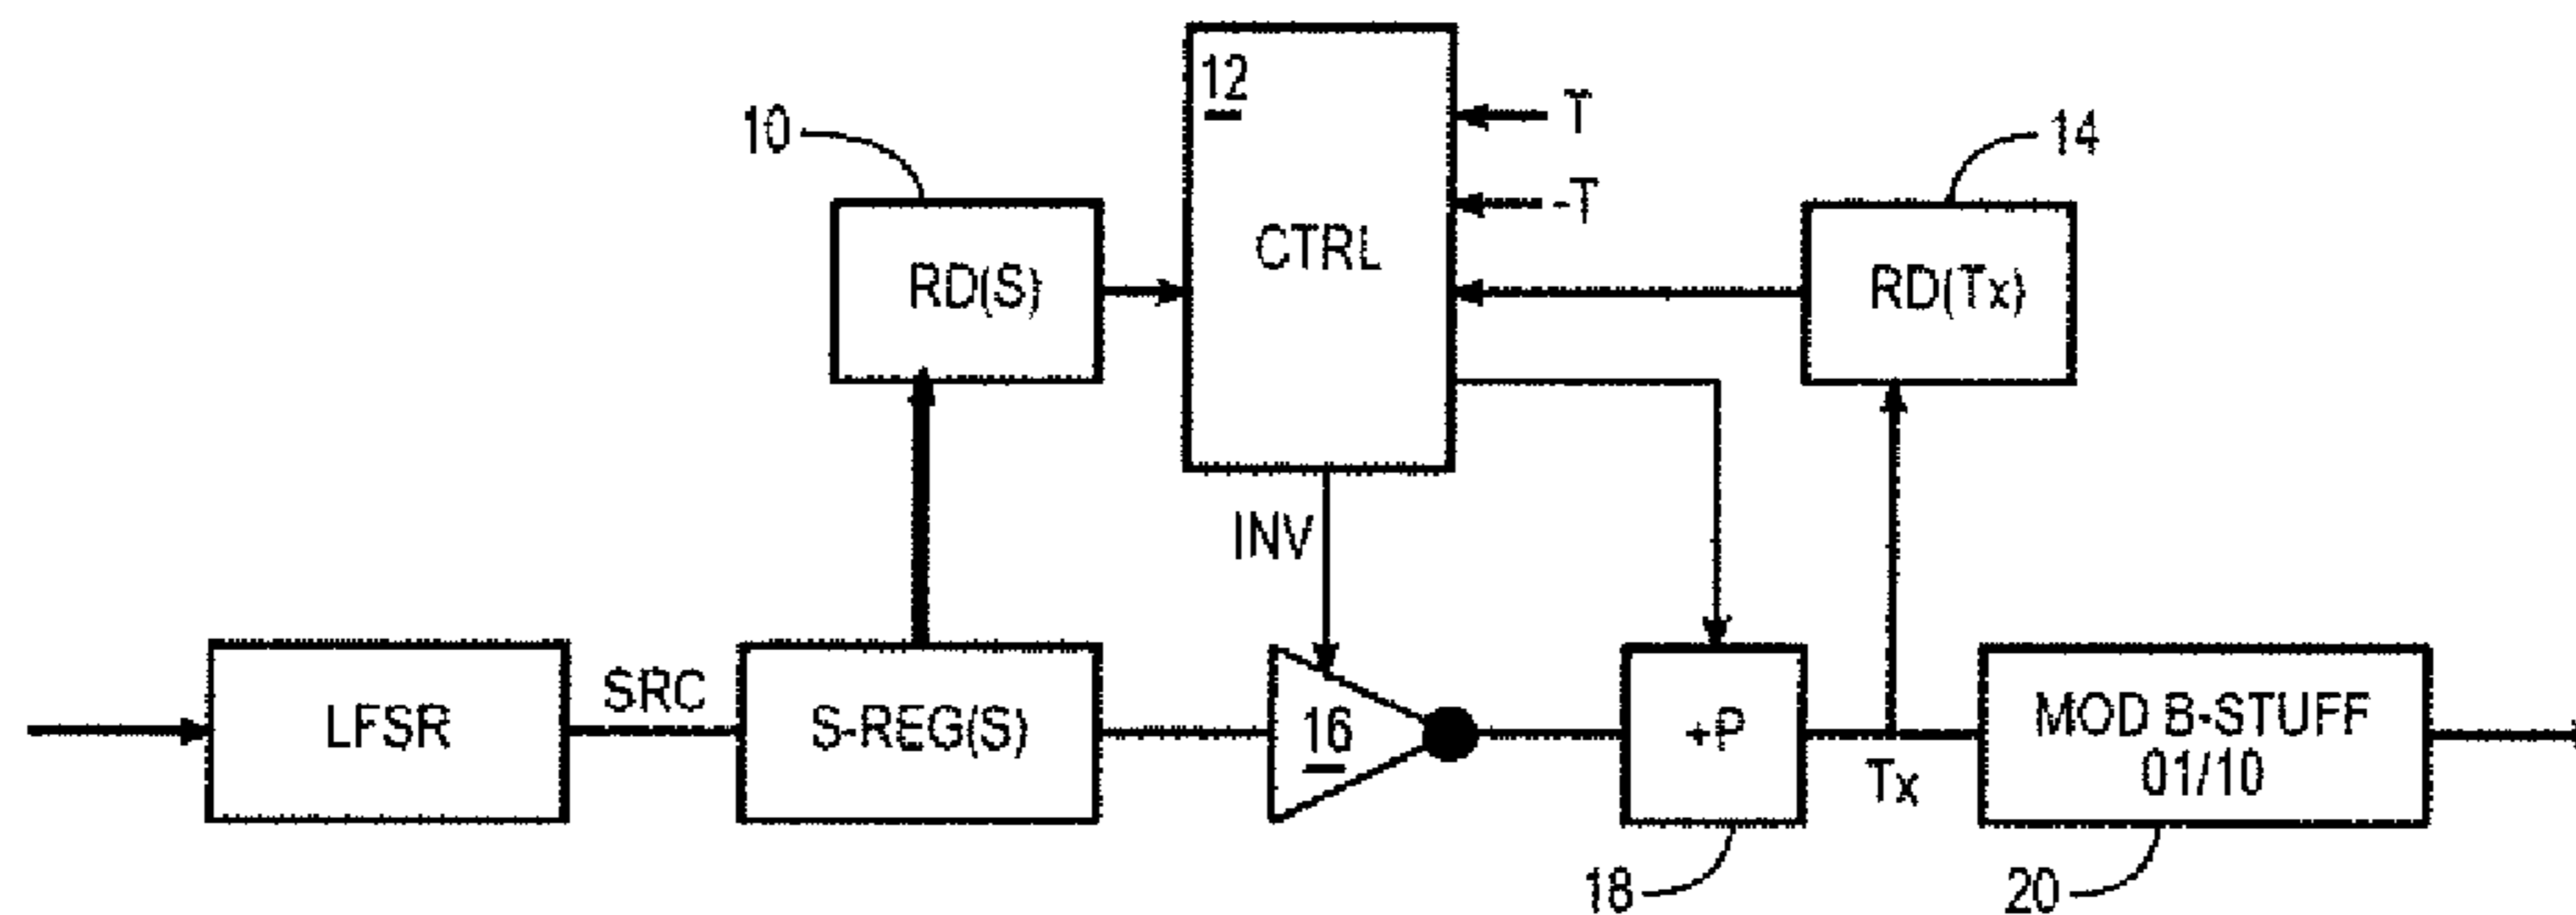 12
T
10
14
-T
CTRL
RD(S)
RD(Tx)
INV
SRC
LFSR
S-REG(S)
16
+P
MOD B-STUFF
01/10
Tx
18
20